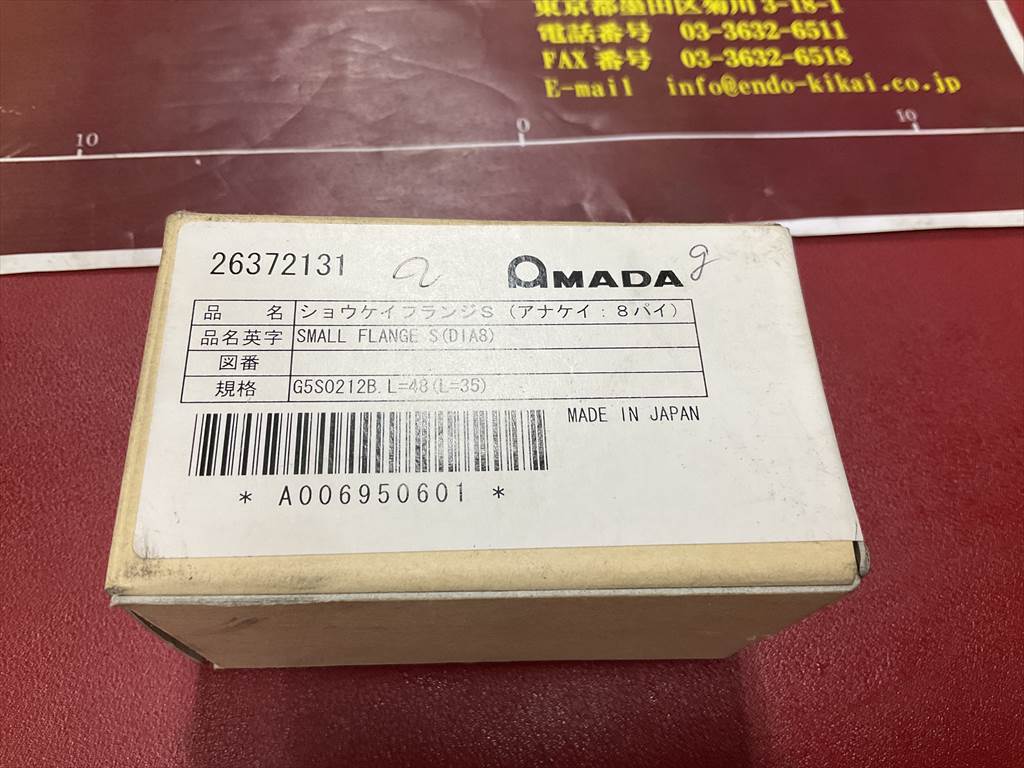 東京都墨田区菊川3-18-1
電話番号 03-3632-6511
FAX番号 03-3632-6518
E-mail info@endo-kikai.co.jp
10 0 10
26372131 a AMADA g
品名 ショウケイフランジS (アナケイ:8パイ)
品名英字 SMALL FLANGE S(DIA8)
図番
規格 G5S0212B.L=48(L=35)
MADE IN JAPAN
* A006950601 *